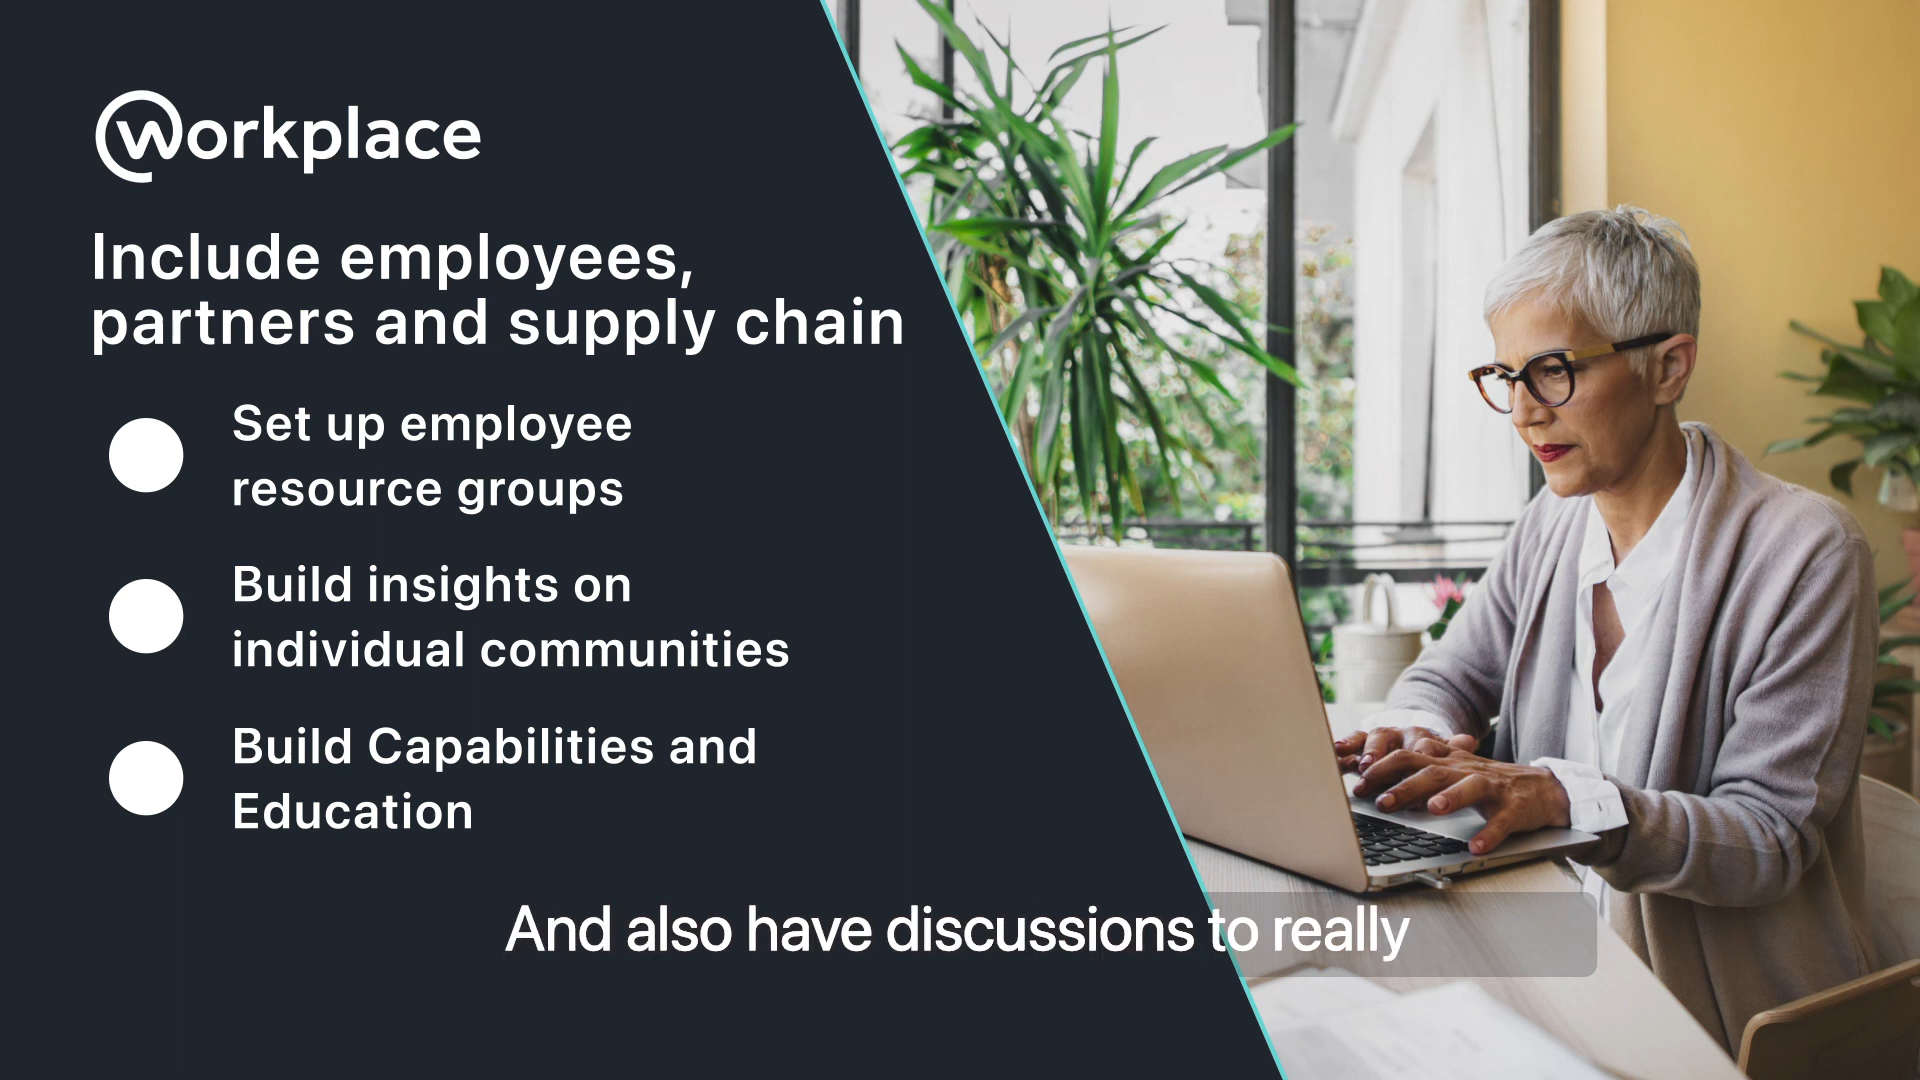 Workplace
Include employees,
partners and supply chain
Set up employee
resource groups
Build insights on
individual communities
Build Capabilities and
Education
And also have discussions to really